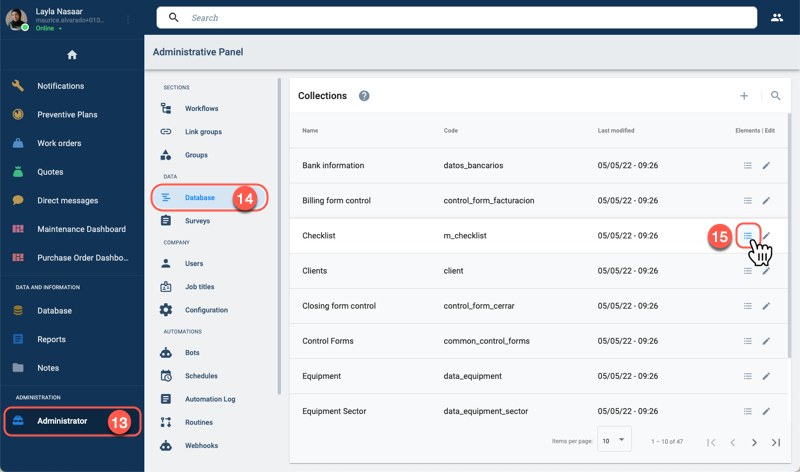 Layla Nasaar
maurice.alvarado+010...
Online
Search
Notifications
Preventive Plans
Work orders
Quotes
Direct messages
Maintenance Dashboard
Purchase Order Dashbo...
DATA AND INFORMATION
Database
Reports
Notes
ADMINISTRATION
Administrator
13
Administrative Panel
SECTIONS
Workflows
Link groups
Groups
DATA
Database
14
Surveys
COMPANY
Users
Job titles
Configuration
AUTOMATIONS
Bots
Schedules
Automation Log
Routines
Webhooks
Collections ?
Name Code Last modified Elements | Edit
Bank information datos_bancarios 05/05/22 - 09:26
Billing form control control_form_facturacion 05/05/22 - 09:26
Checklist m_checklist 05/05/22 - 09:26
15
Clients client 05/05/22 - 09:26
Closing form control control_form_cerrar 05/05/22 - 09:26
Control Forms common_control_forms 05/05/22 - 09:26
Equipment data_equipment 05/05/22 - 09:26
Equipment Sector data_equipment_sector 05/05/22 - 09:26
Items per page: 10 1 – 10 of 47